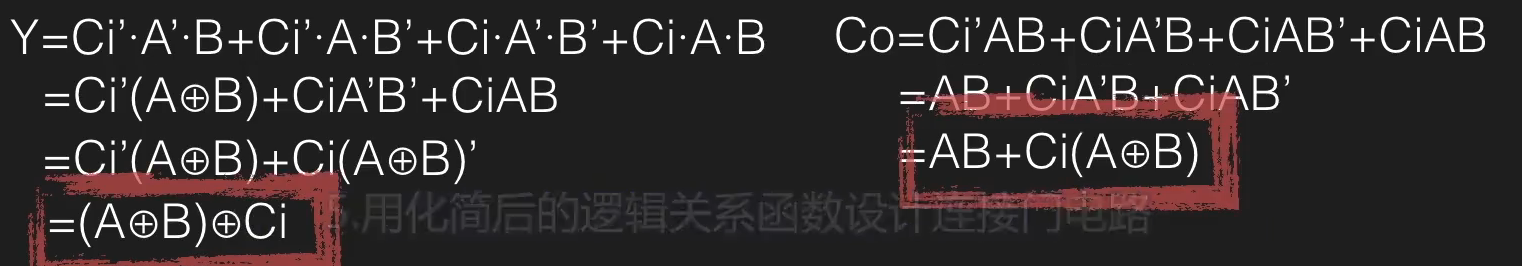 Y=Ci’·A’·B+Ci’·A·B’+Ci·A’·B’+Ci·A·B
=Ci’(A⊕B)+CiA’B’+CiAB
=Ci’(A⊕B)+Ci(A⊕B)’
=(A⊕B)⊕Ci
Co=Ci’AB+CiA’B+CiAB’+CiAB
=AB+CiA’B+CiAB’
=AB+Ci(A⊕B)
5.用化简后的逻辑关系函数设计连接门电路